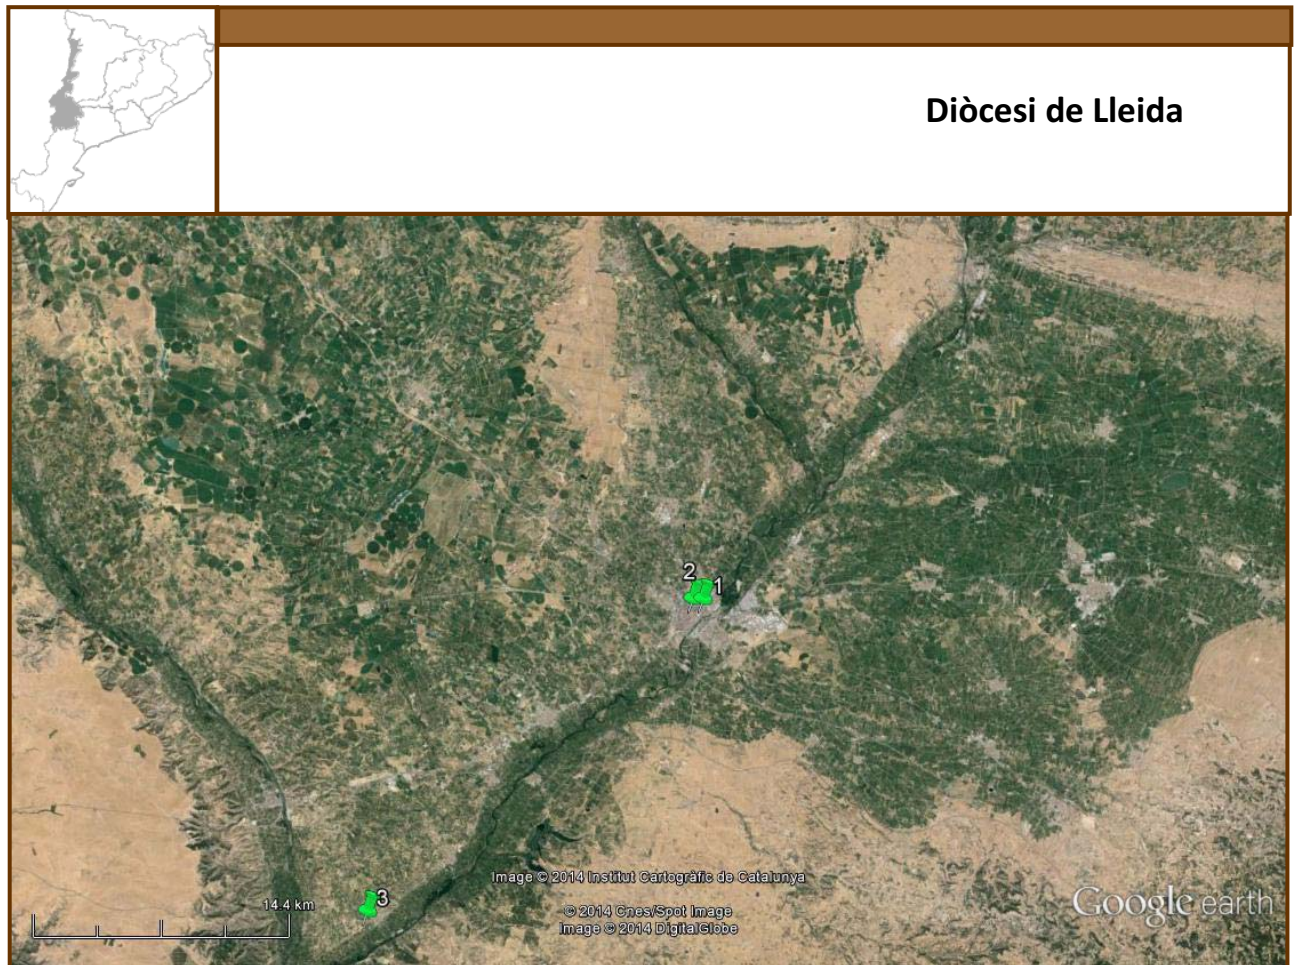 Diòcesi de Lleida
2
1
3
14.4 km
Image © 2014 Institut Cartogràfic de Catalunya
© 2014 Cnes/Spot Image
Image © 2014 DigitalGlobe
Google earth